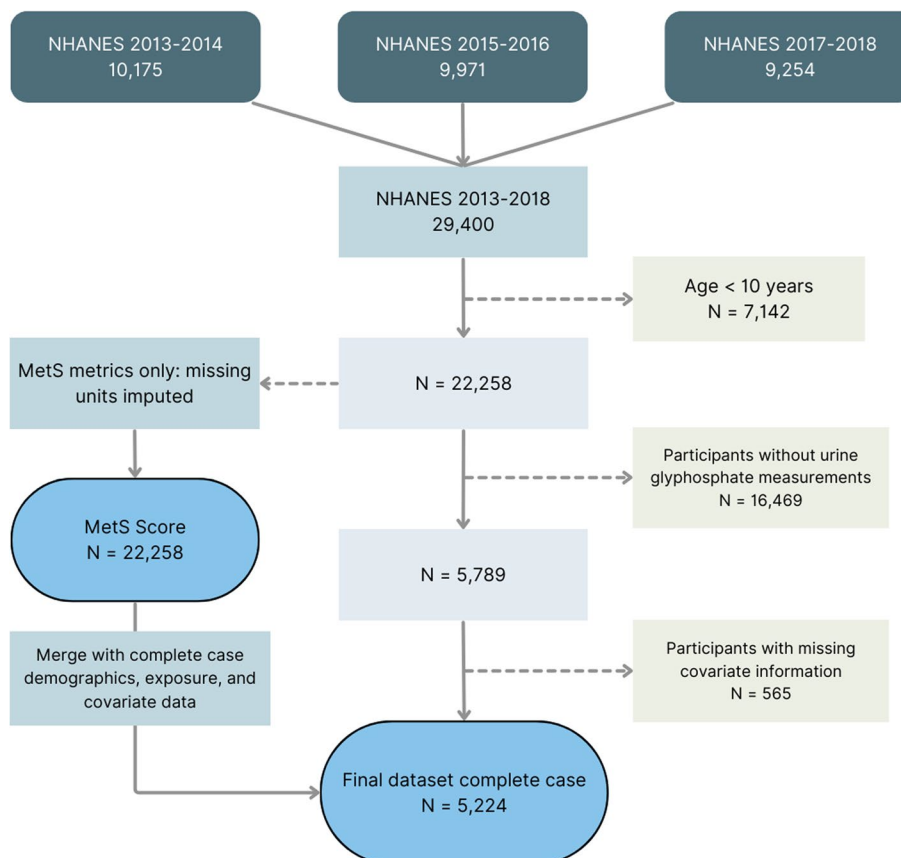 NHANES 2013-2014
10,175
NHANES 2015-2016
9,971
NHANES 2017-2018
9,254
NHANES 2013-2018
29,400
Age < 10 years
N = 7,142
MetS metrics only: missing
units imputed
N = 22,258
Participants without urine
glyphosphate measurements
N = 16,469
MetS Score
N = 22,258
N = 5,789
Merge with complete case
demographics, exposure, and
covariate data
Participants with missing
covariate information
N = 565
Final dataset complete case
N = 5,224